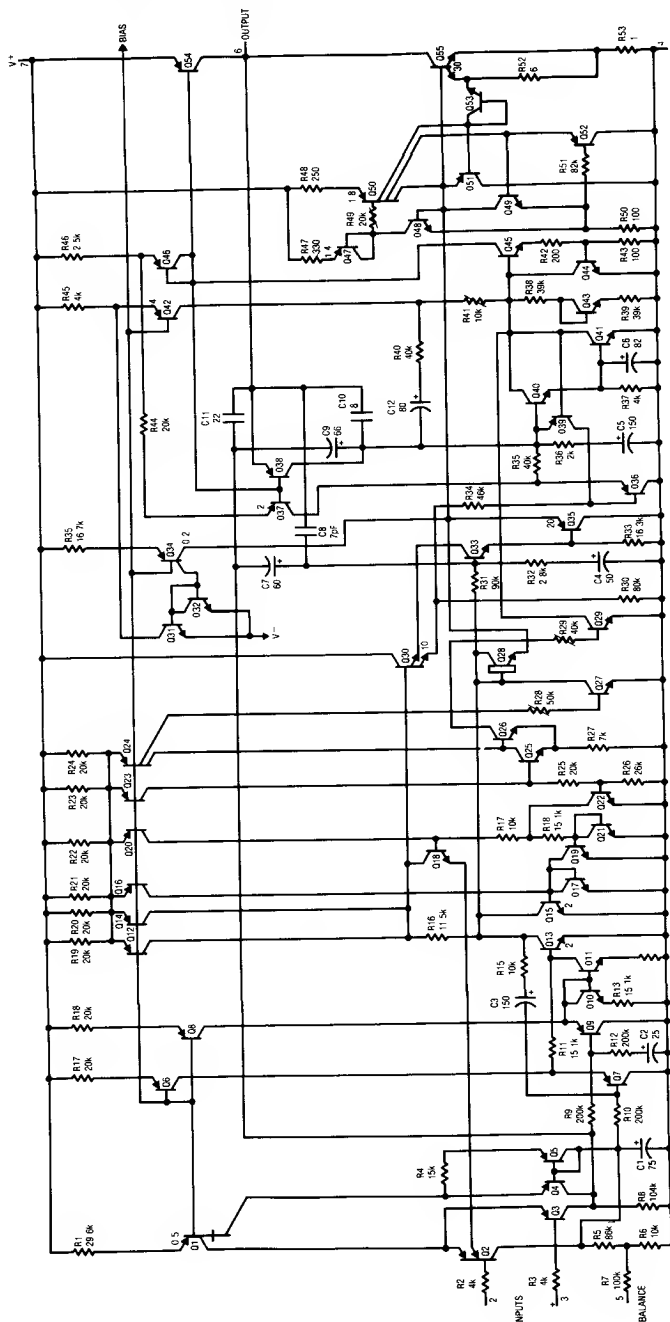 V+
7
BIAS
OUTPUT
6
R1
29.6k
R17
20k
R18
20k
R19
20k
R20
20k
R21
20k
R22
20k
R23
20k
R24
20k
R35
16.7k
R45
4k
R46
2.5k
R47
330
R48
250
Q1
0.5
Q6
Q8
Q12
Q14
Q16
Q20
Q23
Q24
Q31
Q32
Q34
0.2
V−
Q42
4
Q46
Q47
1.4
Q50
1.8
R49
20k
Q54
R44
20k
C7
60
C8
7pF
Q37
2
Q38
C9
66
C11
22
C10
8
C12
80
R40
40k
R41
10k
Q48
Q49
Q51
Q53
Q55
30
R52
6
R53
1
Q30
10
Q18
R16
11.5k
R17
10k
R18
15.1k
Q28
R28
50k
R29
40k
Q33
R31
90k
R32
2.8k
C4
50
R30
80k
R33
16.3k
Q35
20
R34
46k
Q36
R35
40k
R36
2k
C5
150
Q39
Q40
R37
4k
C6
82
Q41
R38
39k
Q43
R39
39k
Q45
R42
200
Q44
R43
100
R50
100
R51
82k
Q52
R2
4k
2
INPUTS
R3
4k
+
3
BALANCE
5
R7
100k
Q2
Q3
Q4
Q5
R4
15k
R5
86k
R6
10k
R8
104k
C1
75
R9
200k
R10
200k
Q7
R11
15.1k
Q9
R12
200k
C2
25
Q10
Q11
R13
15.1k
C3
150
R15
10k
Q13
2
Q15
2
Q17
Q19
Q21
Q22
R25
20k
R26
26k
Q25
Q26
R27
7k
Q27
Q29
4